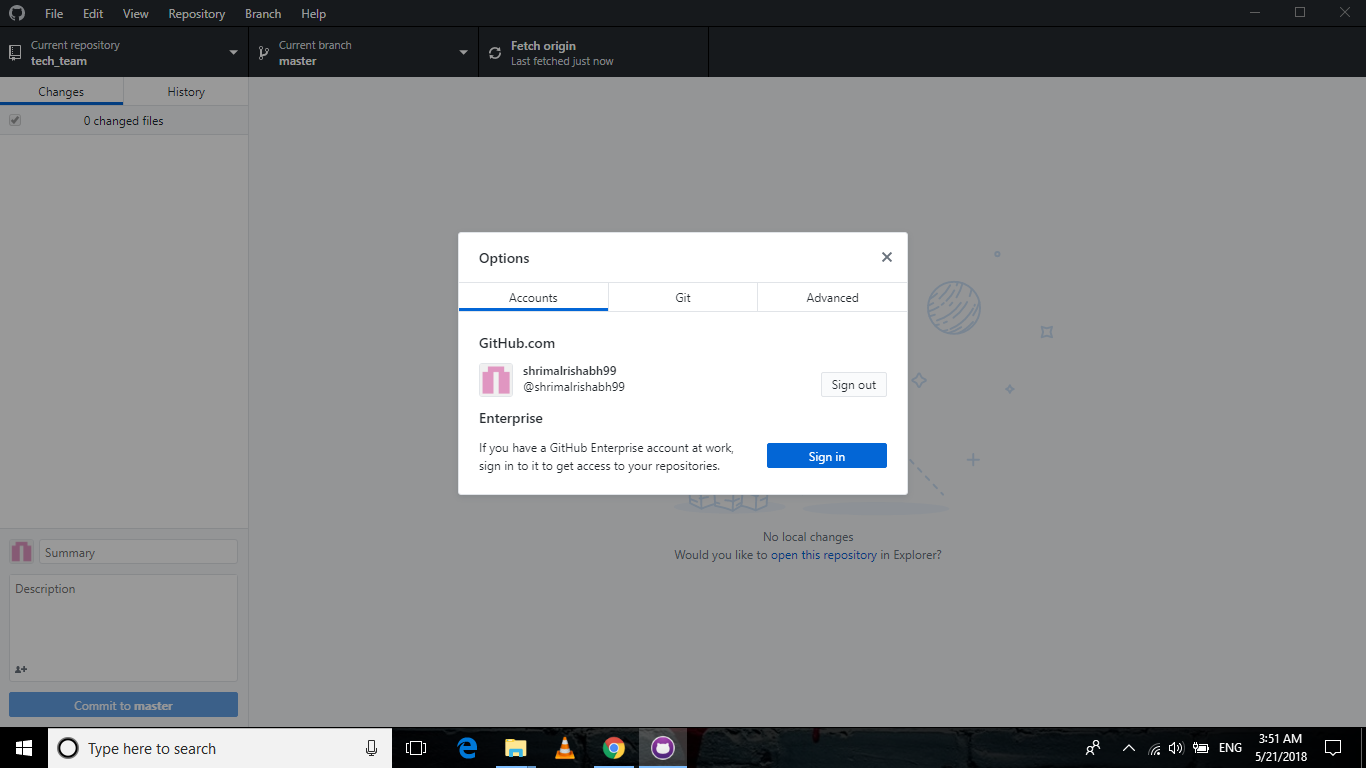 File Edit View Repository Branch Help
Current repository
tech_team
Current branch
master
Fetch origin
Last fetched just now
Changes History
0 changed files
Options
Accounts Git Advanced
GitHub.com
shrimalrishabh99
@shrimalrishabh99
Sign out
Enterprise
If you have a GitHub Enterprise account at work,
sign in to it to get access to your repositories.
Sign in
No local changes
Would you like to open this repository in Explorer?
Summary
Description
Commit to master
Type here to search
ENG
3:51 AM
5/21/2018